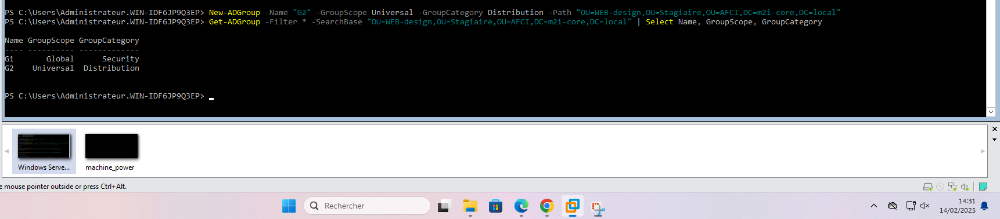 PS C:\Users\Administrateur.WIN-IDF6JP9Q3EP> New-ADGroup -Name "G2" -GroupScope Universal -GroupCategory Distribution -Path "OU=WEB-design,OU=Stagiaire,OU=AFCI,DC=m2i-core,DC=local"
PS C:\Users\Administrateur.WIN-IDF6JP9Q3EP> Get-ADGroup -Filter * -SearchBase "OU=WEB-design,OU=Stagiaire,OU=AFCI,DC=m2i-core,DC=local" | Select Name, GroupScope, GroupCategory
Name GroupScope GroupCategory
---- ---------- -------------
G1 Global Security
G2 Universal Distribution
PS C:\Users\Administrateur.WIN-IDF6JP9Q3EP>
Windows Serve... machine_power
e mouse pointer outside or press Ctrl+Alt.
Rechercher
14:31
14/02/2025